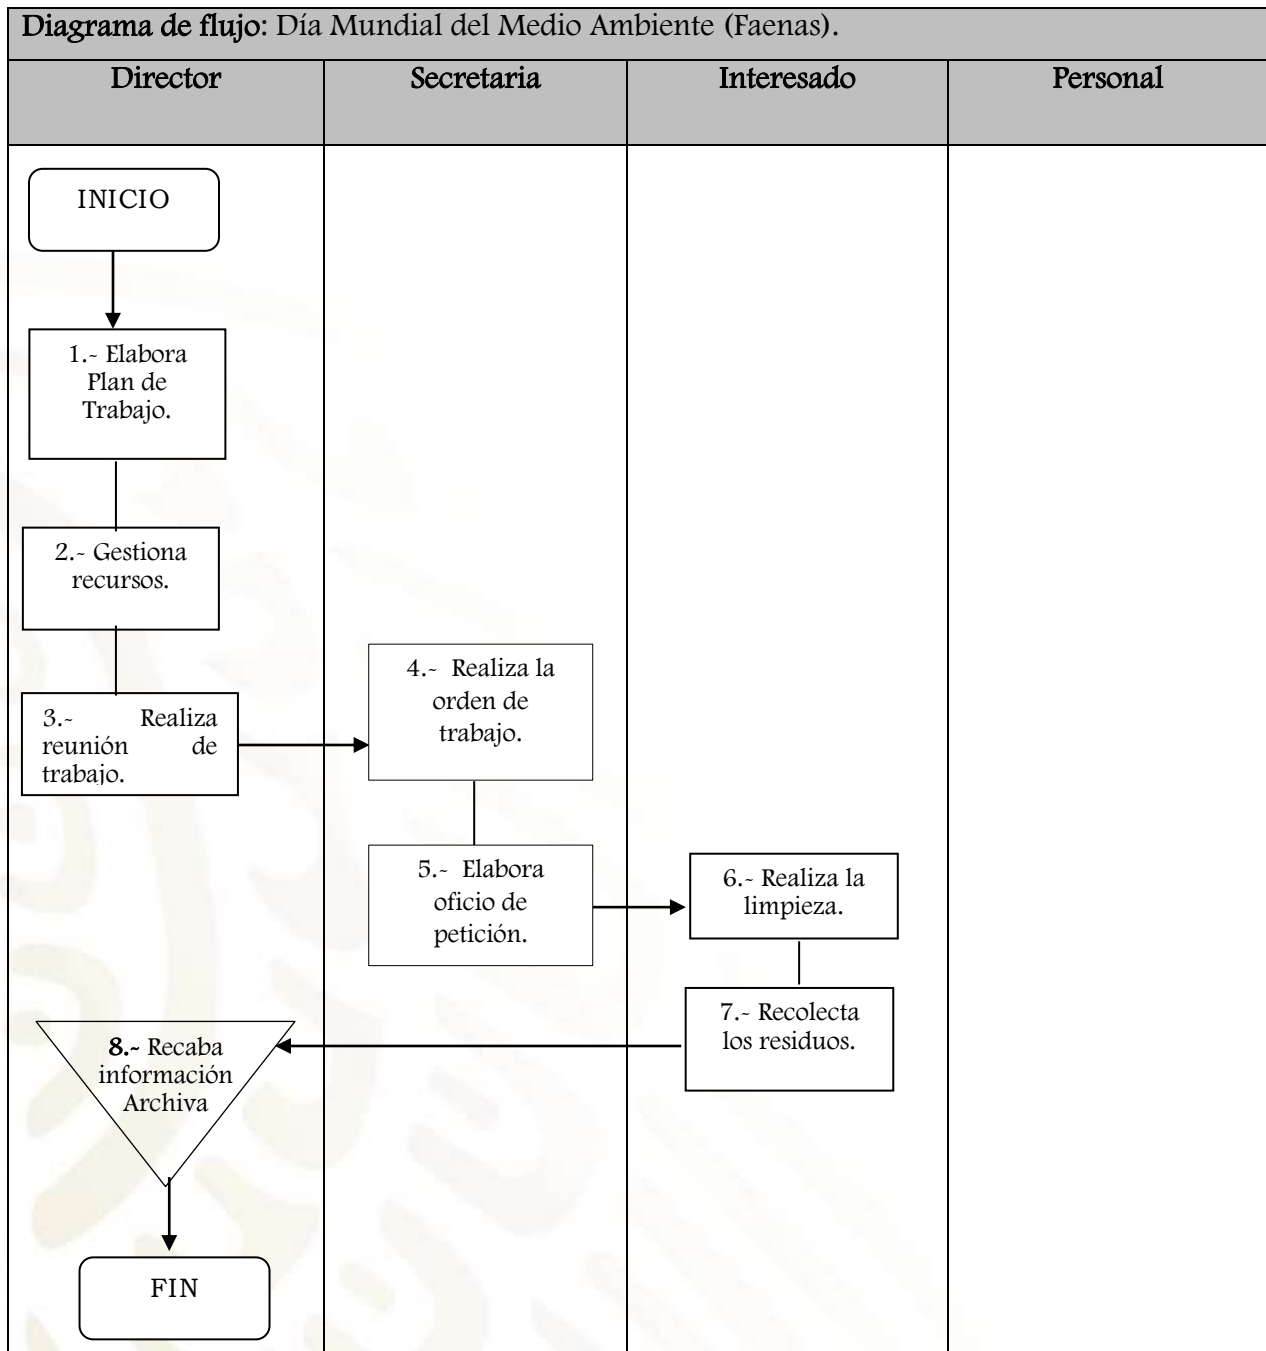 Diagrama de flujo: Día Mundial del Medio Ambiente (Faenas).
Director
Secretaria
Interesado
Personal
INICIO
1.- Elabora
Plan de
Trabajo.
2.- Gestiona
recursos.
3.- Realiza
reunión de
trabajo.
4.- Realiza la
orden de
trabajo.
5.- Elabora
oficio de
petición.
6.- Realiza la
limpieza.
7.- Recolecta
los residuos.
8.- Recaba
información
Archiva
FIN